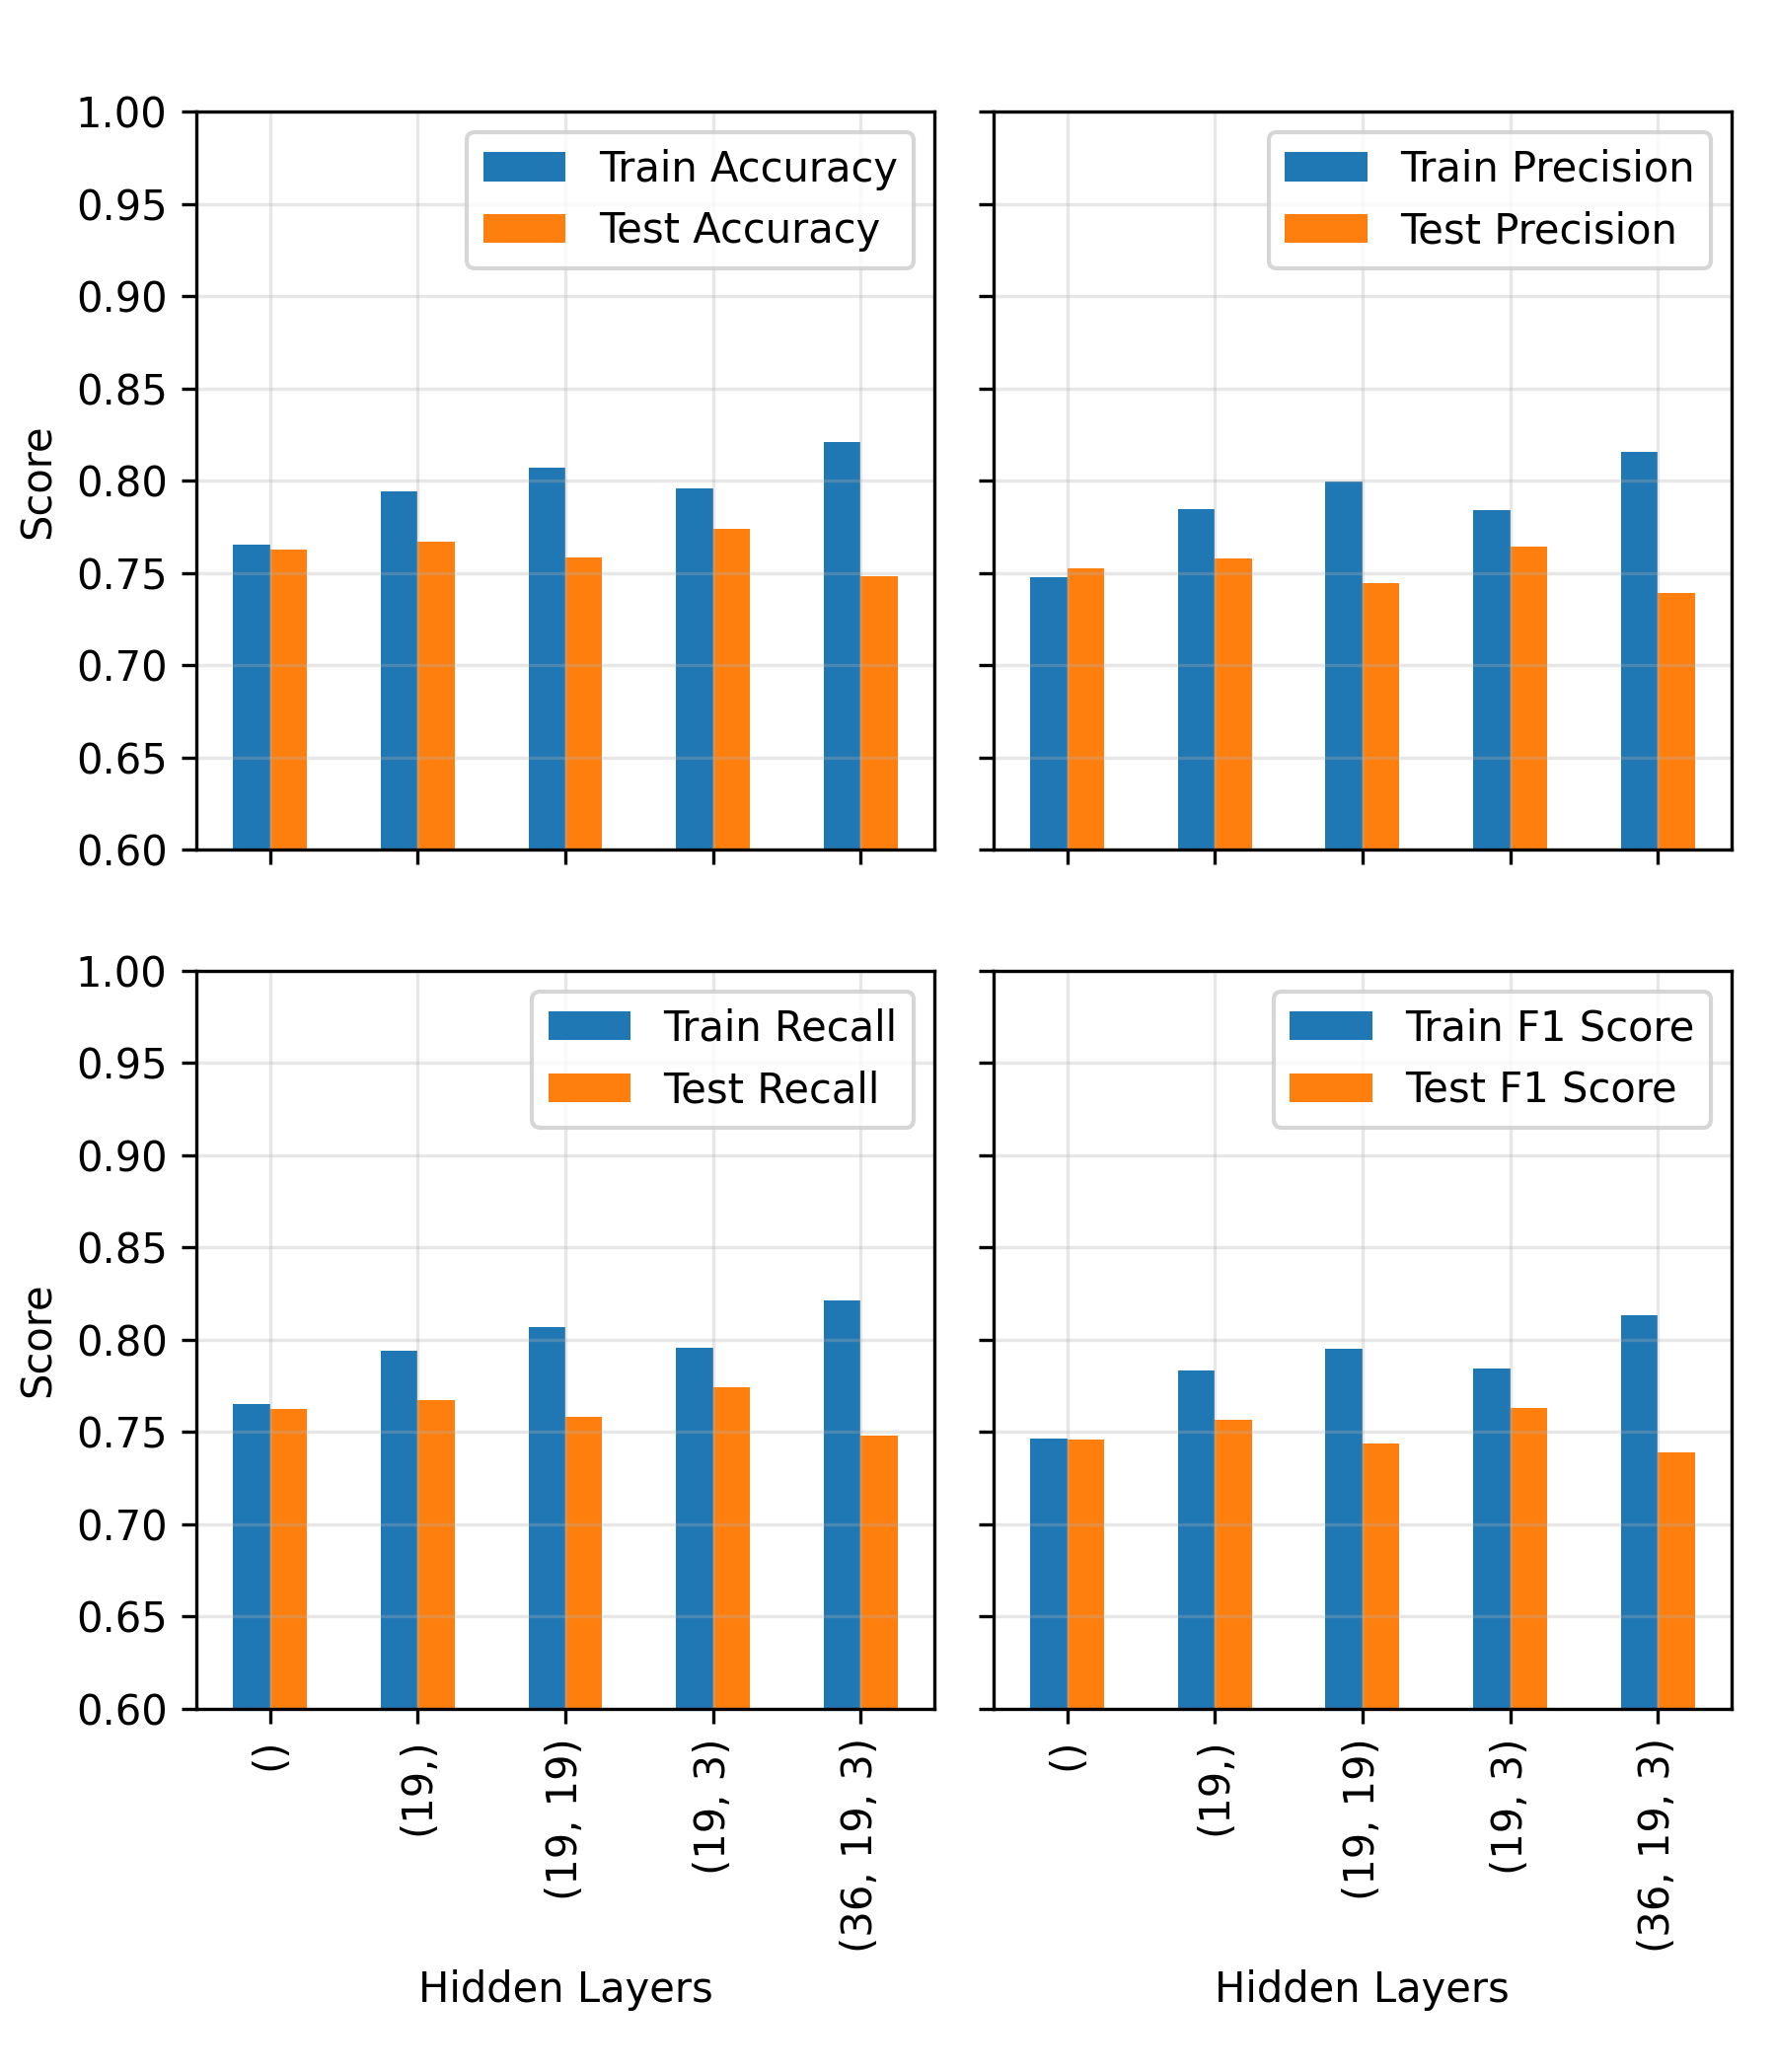 1.00
0.95
0.90
0.85
0.80
0.75
0.70
0.65
0.60
Score
Train Accuracy
Test Accuracy
Train Precision
Test Precision
1.00
0.95
0.90
0.85
0.80
0.75
0.70
0.65
0.60
Score
Train Recall
Test Recall
Train F1 Score
Test F1 Score
()
(19,)
(19, 19)
(19, 3)
(36, 19, 3)
Hidden Layers
()
(19,)
(19, 19)
(19, 3)
(36, 19, 3)
Hidden Layers